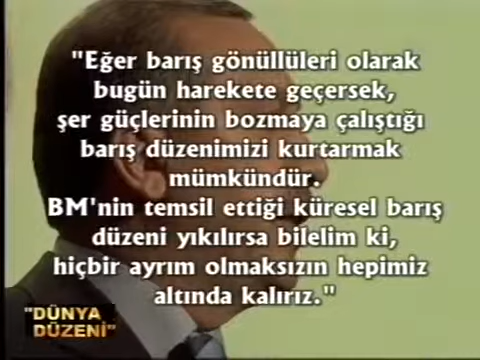 "Eğer barış gönüllüleri olarak
bugün harekete geçersek,
şer güçlerinin bozmaya çalıştığı
barış düzenimizi kurtarmak
mümkündür.
BM'nin temsil ettiği küresel barış
düzeni yıkılırsa bilelim ki,
hiçbir ayrım olmaksızın hepimiz
altında kalırız."
"DÜNYA
DÜZENİ"